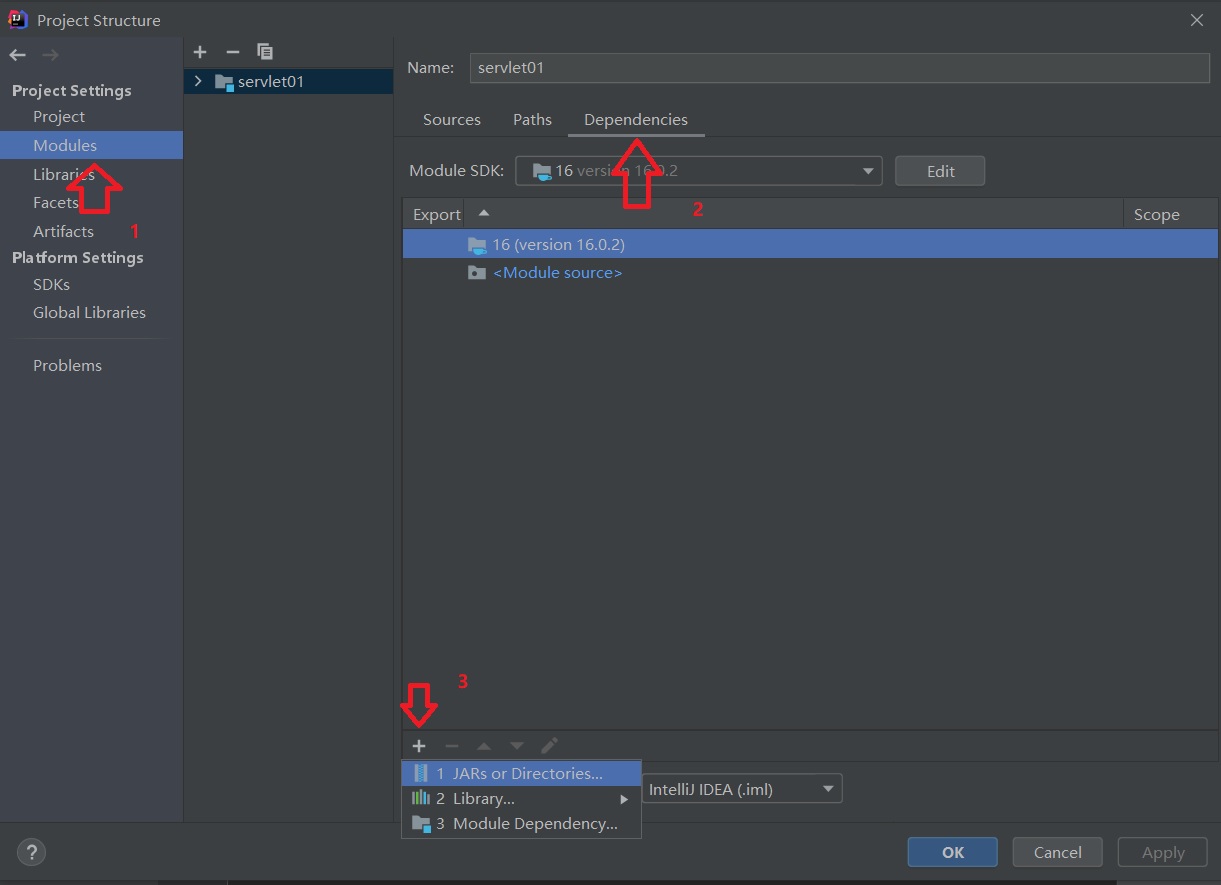 Project Structure
Project Settings
Project
Modules
Libraries
Facets
Artifacts
Platform Settings
SDKs
Global Libraries
Problems
servlet01
Name: servlet01
Sources Paths Dependencies
Module SDK: 16 version 16.0.2 Edit
Export Scope
16 (version 16.0.2)
<Module source>
1
2
3
1 JARs or Directories...
2 Library...
3 Module Dependency...
IntelliJ IDEA (.iml)
? OK Cancel Apply